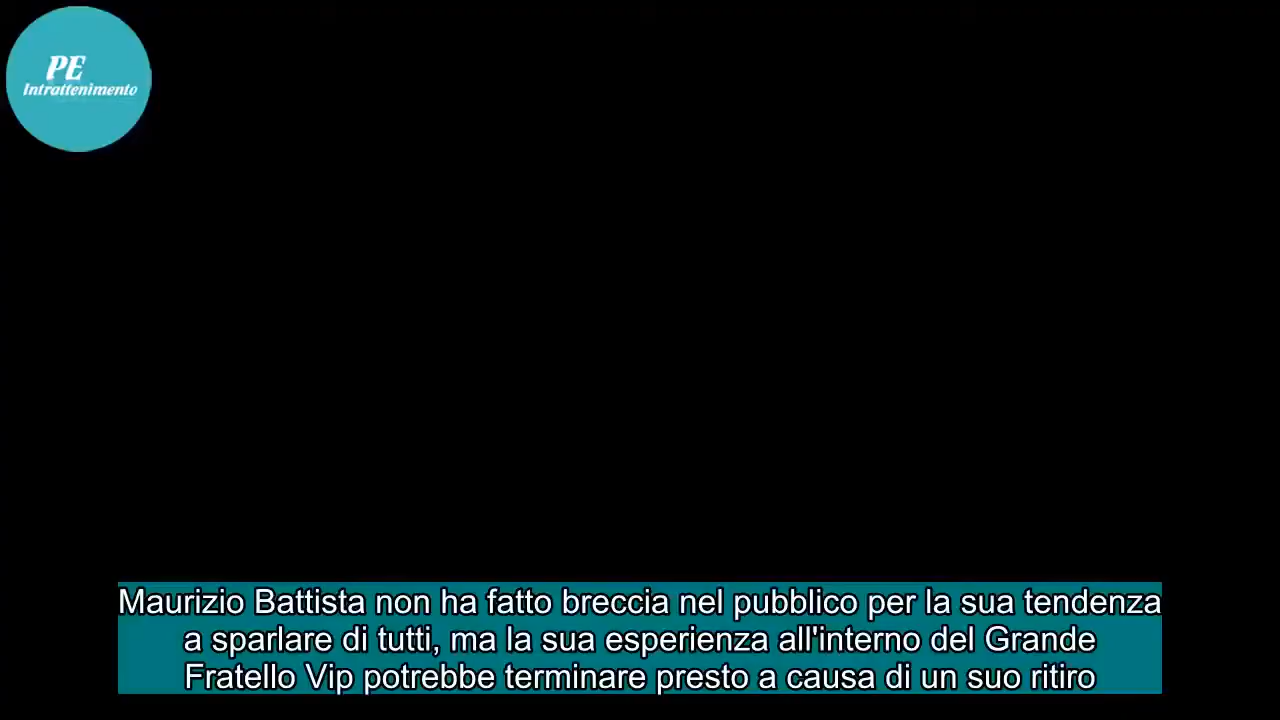 PE
Intrattenimento
Maurizio Battista non ha fatto breccia nel pubblico per la sua tendenza
a sparlare di tutti, ma la sua esperienza all'interno del Grande
Fratello Vip potrebbe terminare presto a causa di un suo ritiro